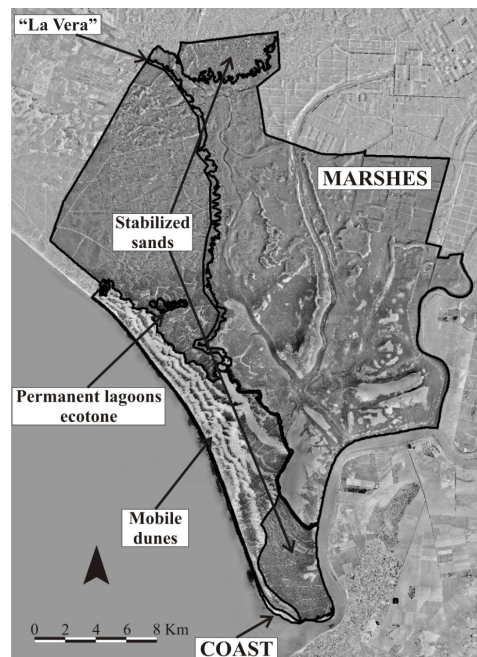 “La Vera”
MARSHES
Stabilized
sands
Permanent lagoons
ecotone
Mobile
dunes
0 2 4 6 8 Km
COAST